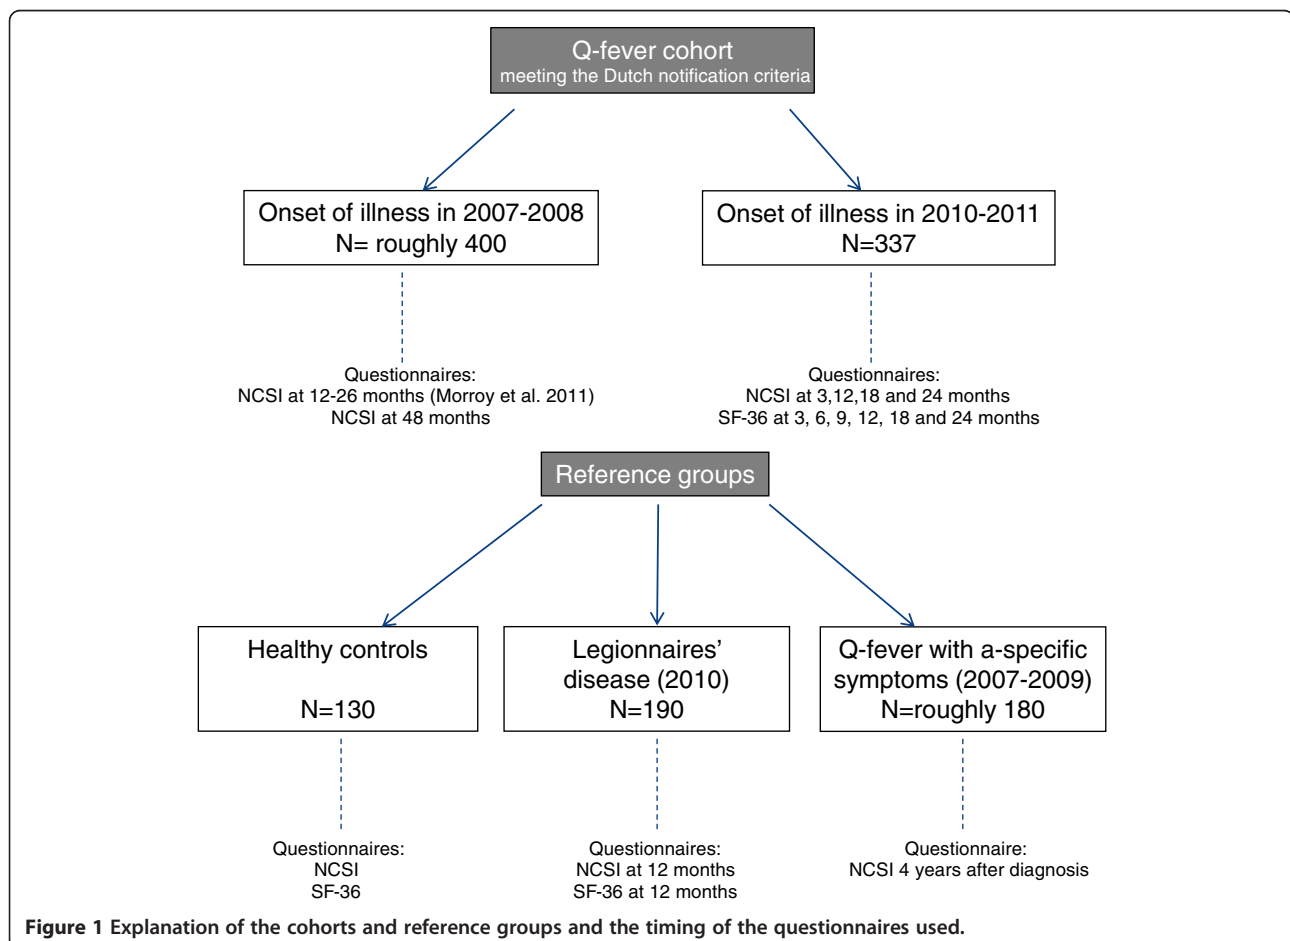 Q-fever cohort
meeting the Dutch notification criteria
Onset of illness in 2007-2008
N= roughly 400
Onset of illness in 2010-2011
N=337
Questionnaires:
NCSI at 12-26 months (Morroy et al. 2011)
NCSI at 48 months
Questionnaires:
NCSI at 3,12,18 and 24 months
SF-36 at 3, 6, 9, 12, 18 and 24 months
Reference groups
Healthy controls
N=130
Legionnaires’
disease (2010)
N=190
Q-fever with a-specific
symptoms (2007-2009)
N=roughly 180
Questionnaires:
NCSI
SF-36
Questionnaires:
NCSI at 12 months
SF-36 at 12 months
Questionnaire:
NCSI 4 years after diagnosis
Figure 1 Explanation of the cohorts and reference groups and the timing of the questionnaires used.